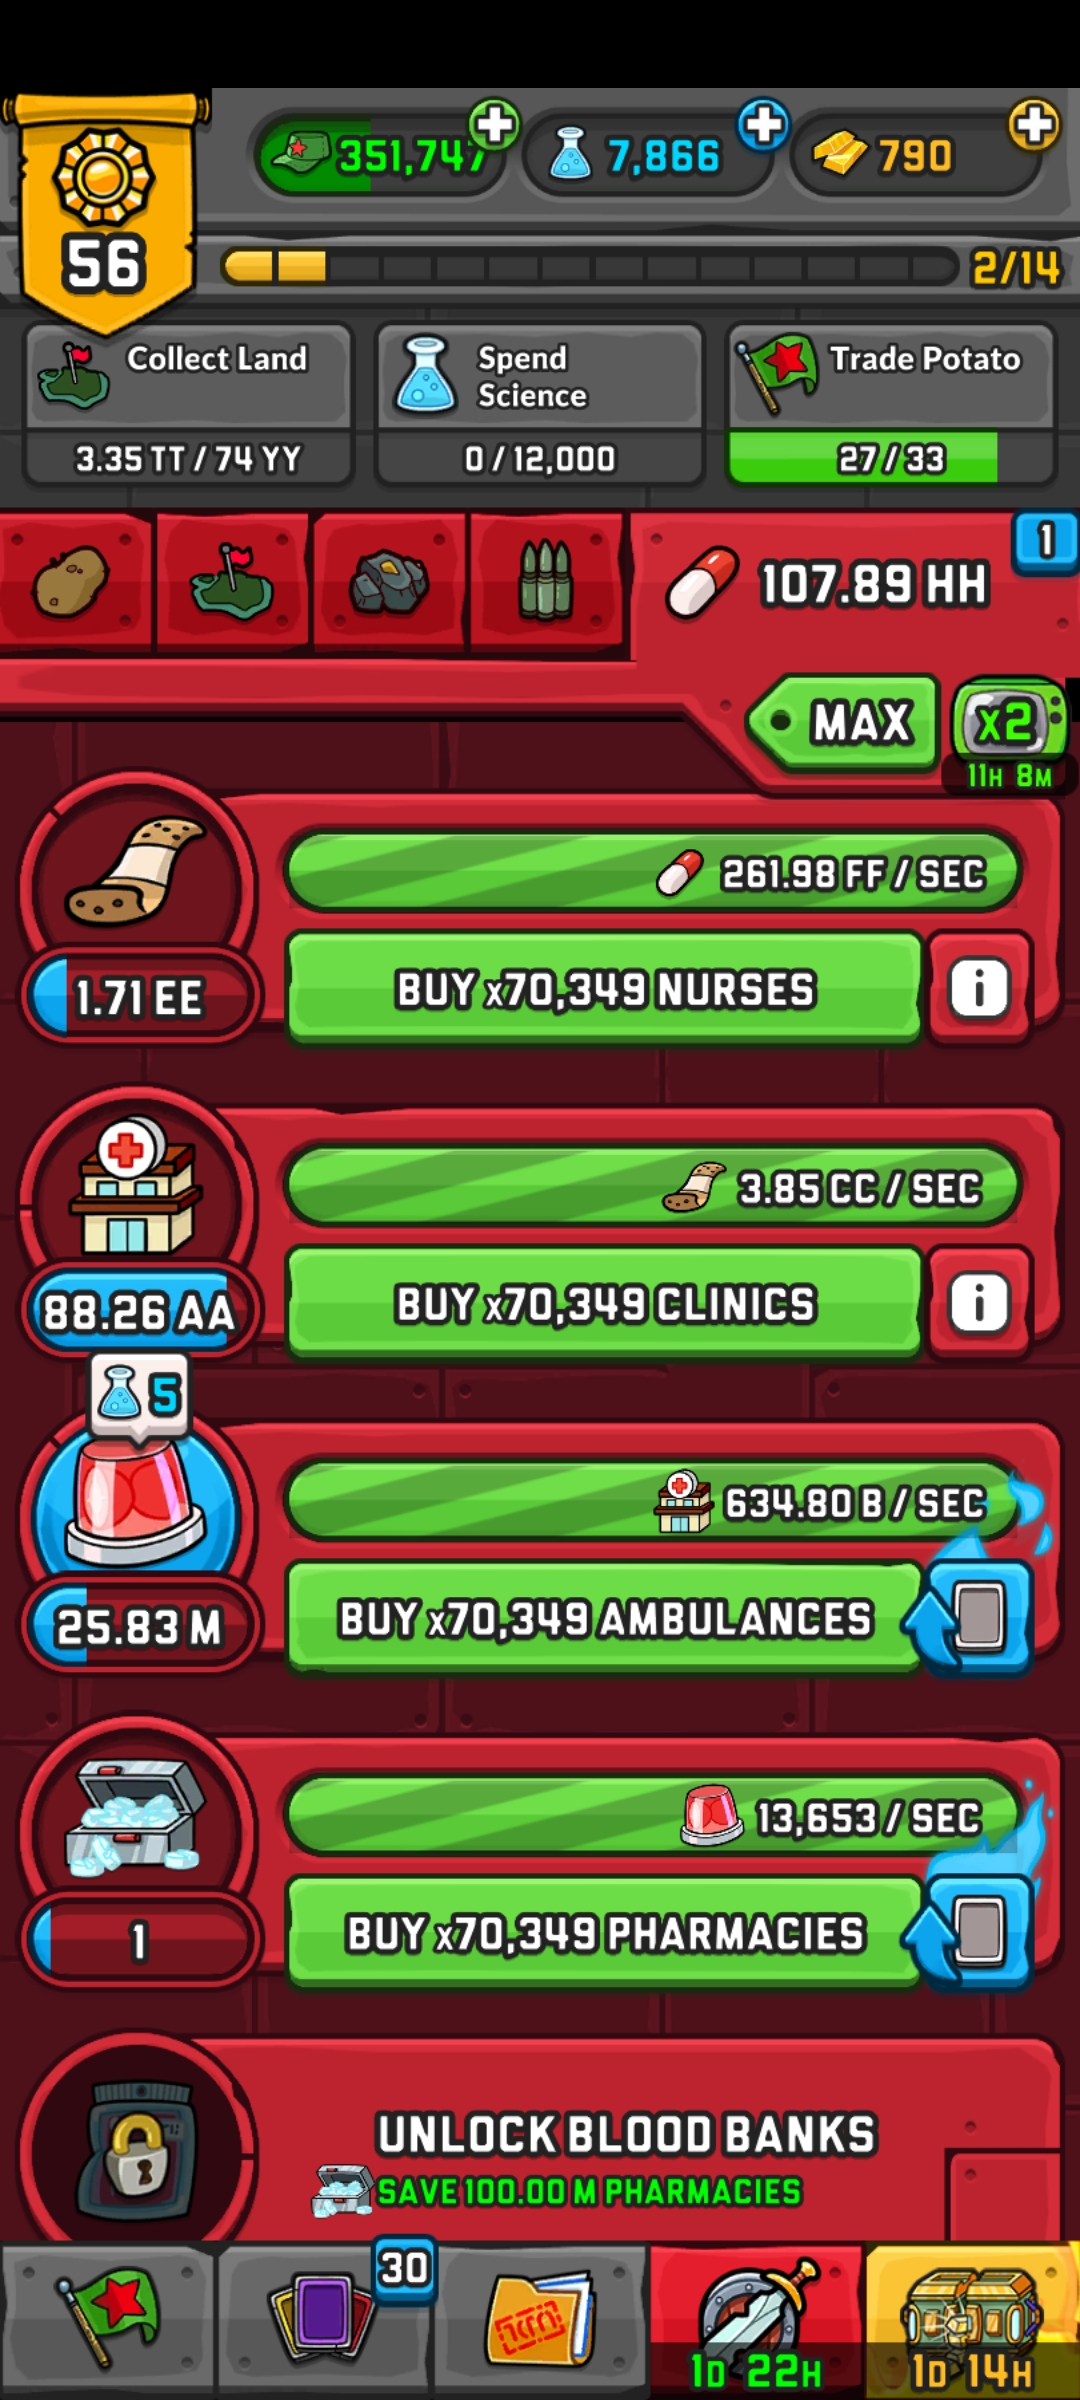 351,747
7,866
790
56
2/14
Collect Land
3.35 TT / 74 YY
Spend
Science
0 / 12,000
Trade Potato
27 / 33
107.89 HH
1
MAX
x2
11H 8M
261.98 FF / SEC
1.71 EE
BUY x70,349 NURSES
i
3.85 CC / SEC
88.26 AA
BUY x70,349 CLINICS
i
5
634.80 B / SEC
25.83 M
BUY x70,349 AMBULANCES
13,653 / SEC
1
BUY x70,349 PHARMACIES
UNLOCK BLOOD BANKS
SAVE 100.00 M PHARMACIES
30
1D 22H
1D 14H